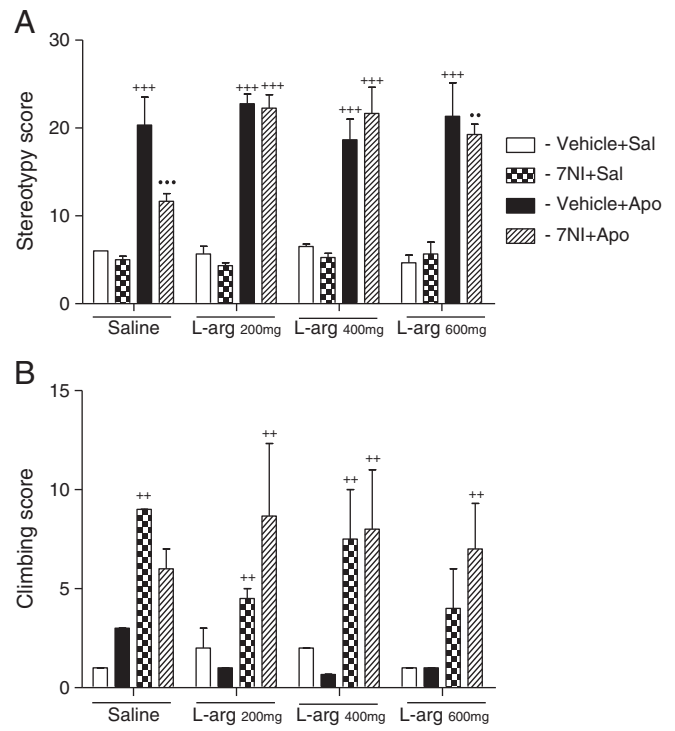 A
Stereotypy score
30
20
10
0
+++
•••
+++
+++
+++
+++
+++
••
Saline
L-arg 200mg
L-arg 400mg
L-arg 600mg
- Vehicle+Sal
- 7NI+Sal
- Vehicle+Apo
- 7NI+Apo
B
Climbing score
15
10
5
0
++
++
++
++
++
++
Saline
L-arg 200mg
L-arg 400mg
L-arg 600mg